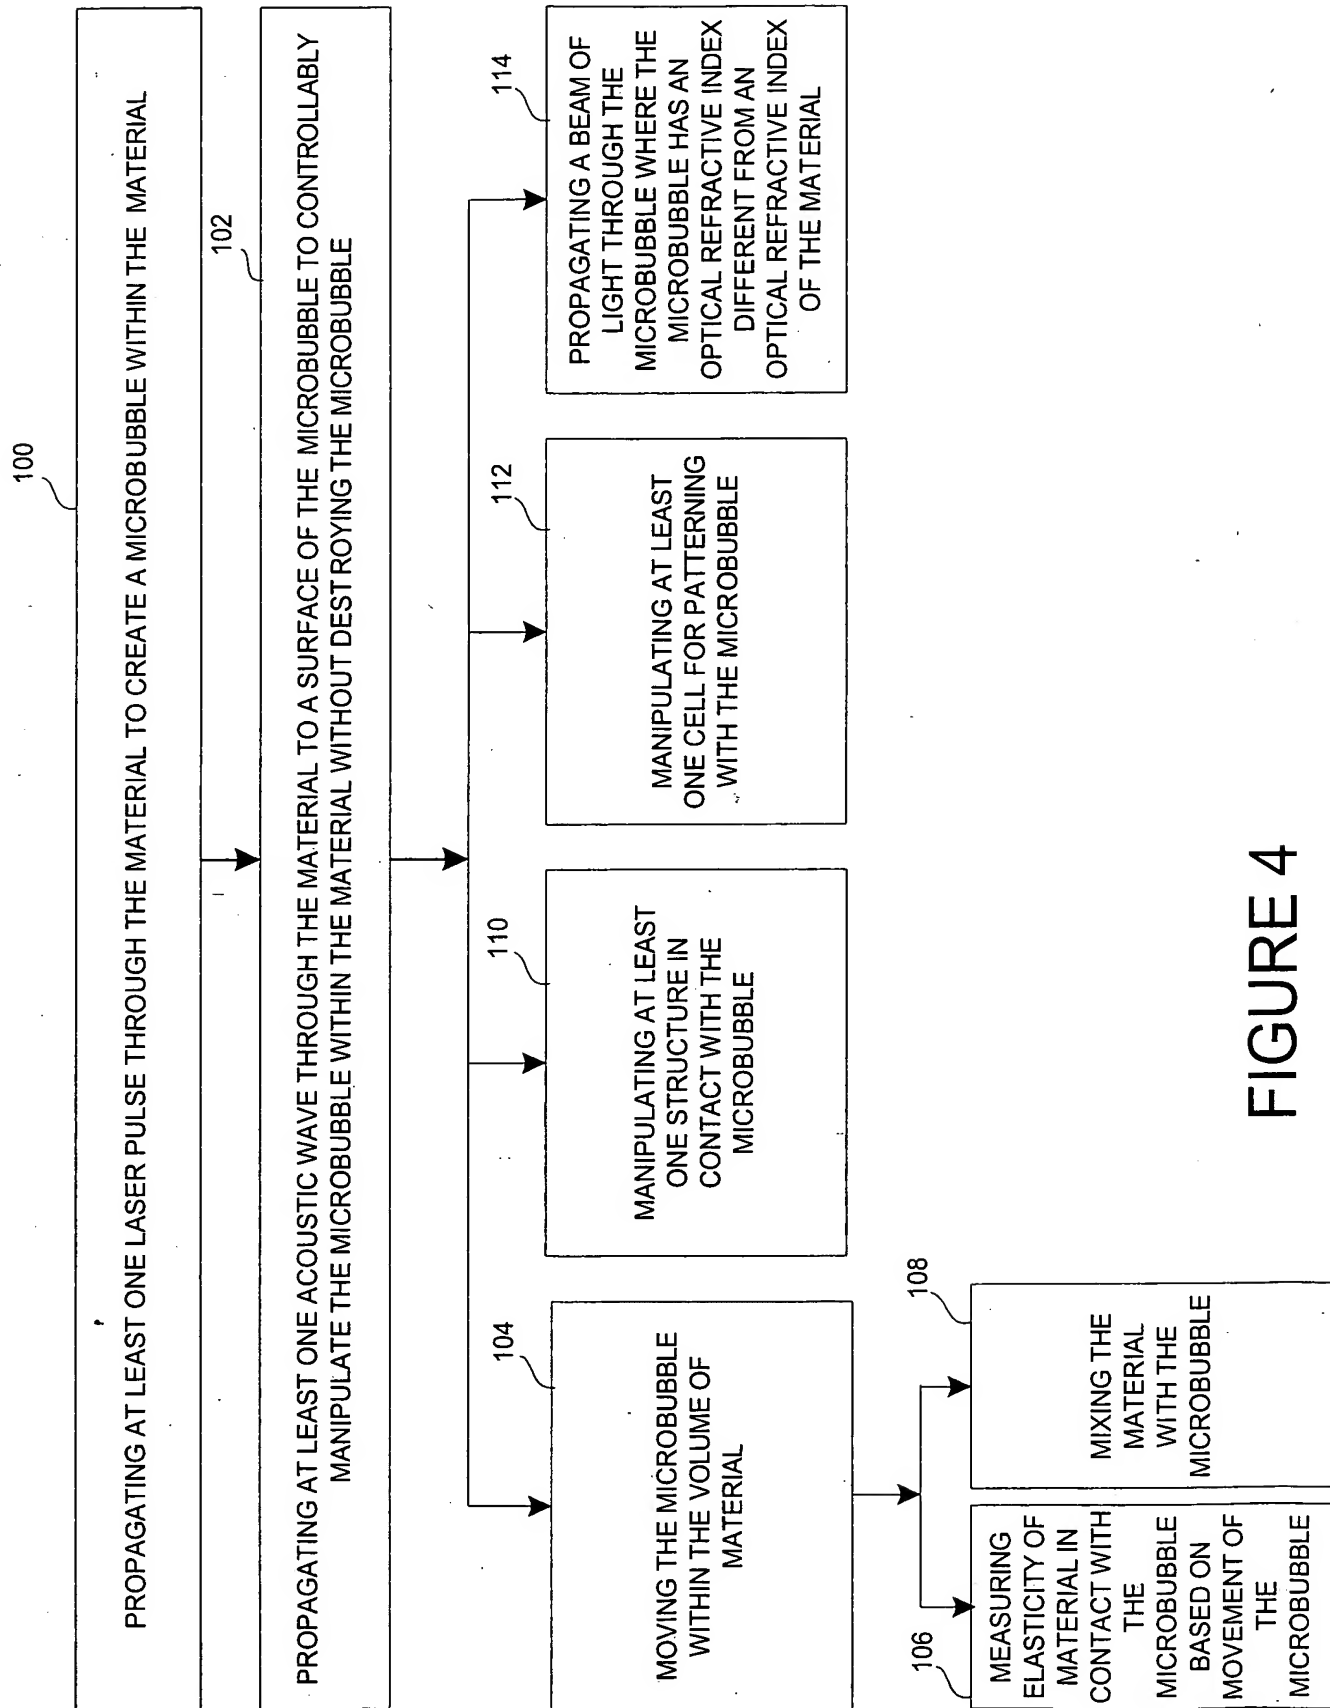 100
PROPAGATING AT LEAST ONE LASER PULSE THROUGH THE MATERIAL TO CREATE A MICROBUBBLE WITHIN THE MATERIAL
102
PROPAGATING AT LEAST ONE ACOUSTIC WAVE THROUGH THE MATERIAL TO A SURFACE OF THE MICROBUBBLE TO CONTROLLABLY
MANIPULATE THE MICROBUBBLE WITHIN THE MATERIAL WITHOUT DESTROYING THE MICROBUBBLE
104
MOVING THE MICROBUBBLE
WITHIN THE VOLUME OF
MATERIAL
110
MANIPULATING AT LEAST
ONE STRUCTURE IN
CONTACT WITH THE
MICROBUBBLE
112
MANIPULATING AT LEAST
ONE CELL FOR PATTERNING
WITH THE MICROBUBBLE
114
PROPAGATING A BEAM OF
LIGHT THROUGH THE
MICROBUBBLE WHERE THE
MICROBUBBLE HAS AN
OPTICAL REFRACTIVE INDEX
DIFFERENT FROM AN
OPTICAL REFRACTIVE INDEX
OF THE MATERIAL
106
MEASURING
ELASTICITY OF
MATERIAL IN
CONTACT WITH
THE
MICROBUBBLE
BASED ON
MOVEMENT OF
THE
MICROBUBBLE
108
MIXING THE
MATERIAL
WITH THE
MICROBUBBLE
FIGURE 4